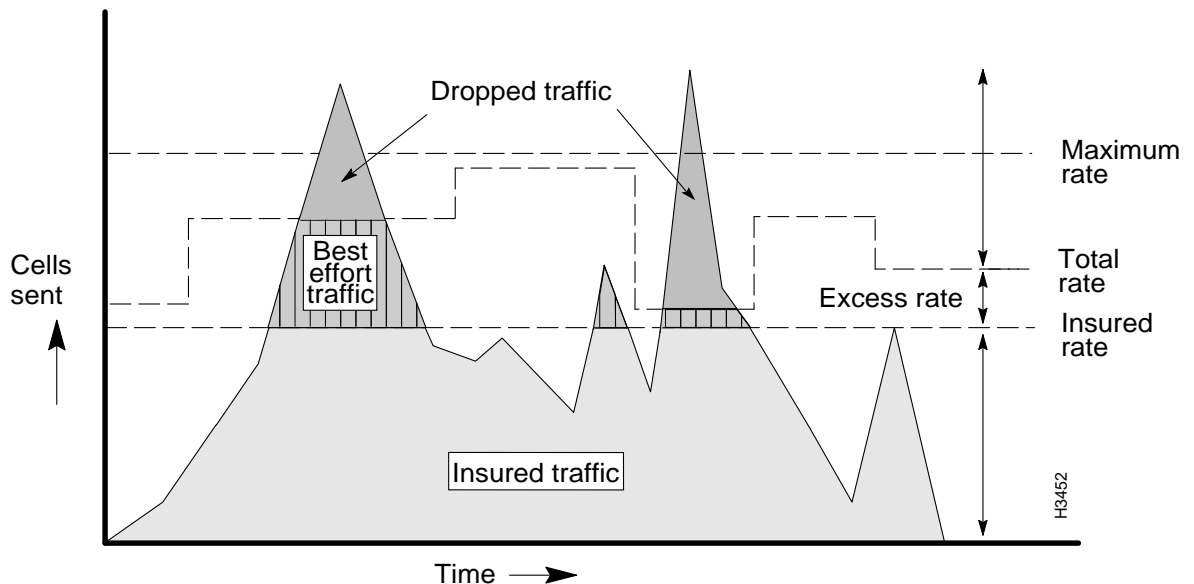 Dropped traffic
Maximum
rate
Best
effort
traffic
Cells
sent
Total
rate
Excess rate
Insured
rate
Insured traffic
H3452
Time